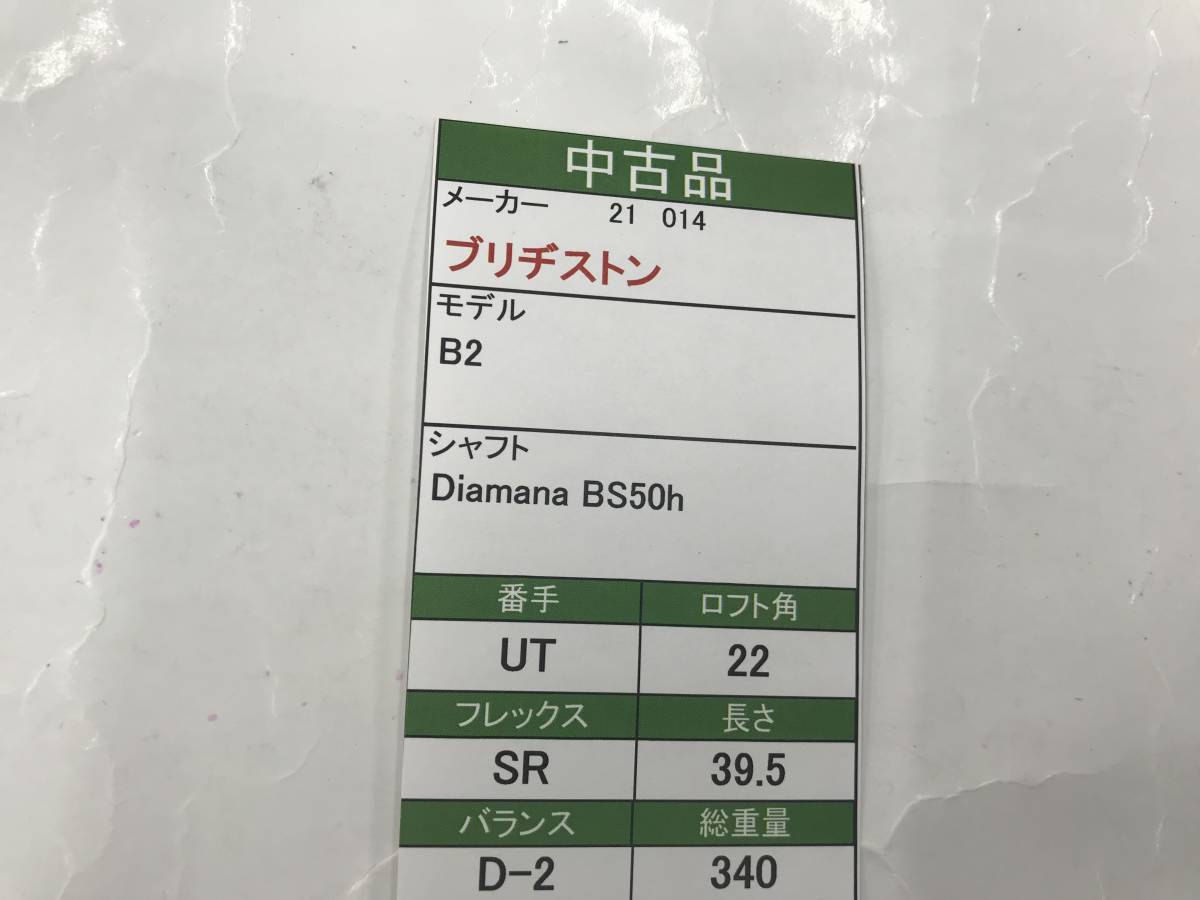 中古品
メーカー 21 014
ブリヂストン
モデル
B2
シャフト
Diamana BS50h
番手 ロフト角
UT 22
フレックス 長さ
SR 39.5
バランス 総重量
D-2 340